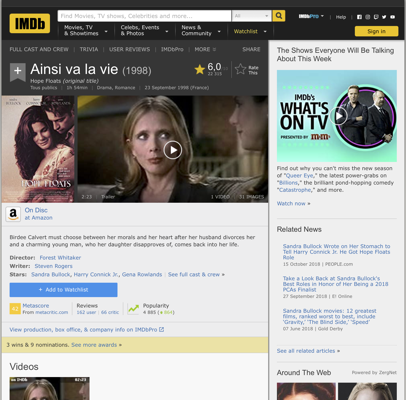 IMDb
Find Movies, TV shows, Celebrities and more...
All
IMDbPro
Help
Movies, TV & Showtimes
Celebs, Events & Photos
News & Community
Watchlist
Sign in
FULL CAST AND CREW | TRIVIA | USER REVIEWS | IMDbPro | MORE
SHARE
Ainsi va la vie (1998)
Hope Floats (original title)
Tous publics | 1h 54min | Drama, Romance | 23 September 1998 (France)
6,0
Rate This
HOPE FLOATS
2:23 | Trailer
1 VIDEO | 31 IMAGES
On Disc
at Amazon
Birdee Calvert must choose between her morals and her heart after her husband divorces her
and a charming young man, who her daughter disapproves of, comes back into her life.
Director: Forest Whitaker
Writer: Steven Rogers
Stars: Sandra Bullock, Harry Connick Jr., Gena Rowlands | See full cast & crew »
+ Add to Watchlist
Metascore
From metacritic.com
Reviews
162 user | 66 critic
Popularity
View production, box office, & company info on IMDbPro
3 wins & 9 nominations. See more awards »
Videos
The Shows Everyone Will Be Talking
About This Week
IMDb's
WHAT'S
ON TV
PRESENTED BY
Find out why you can't miss the new season
of "Queer Eye," the latest power-grabs on
"Billions," the brilliant pond-hopping comedy
"Catastrophe," and more.
Watch now »
Related News
Sandra Bullock Wrote on Her Stomach to
Tell Harry Connick Jr. He Got Hope Floats
Role
15 October 2018 | PEOPLE.com
Take a Look Back at Sandra Bullock's
Best Roles in Honor of Her Being a 2018
PCAs Finalist
27 September 2018 | E! Online
Sandra Bullock movies: 12 greatest
films, ranked worst to best, include
'Gravity,' 'The Blind Side,' 'Speed'
07 June 2018 | Gold Derby
See all related articles »
Around The Web
Powered by ZergNet